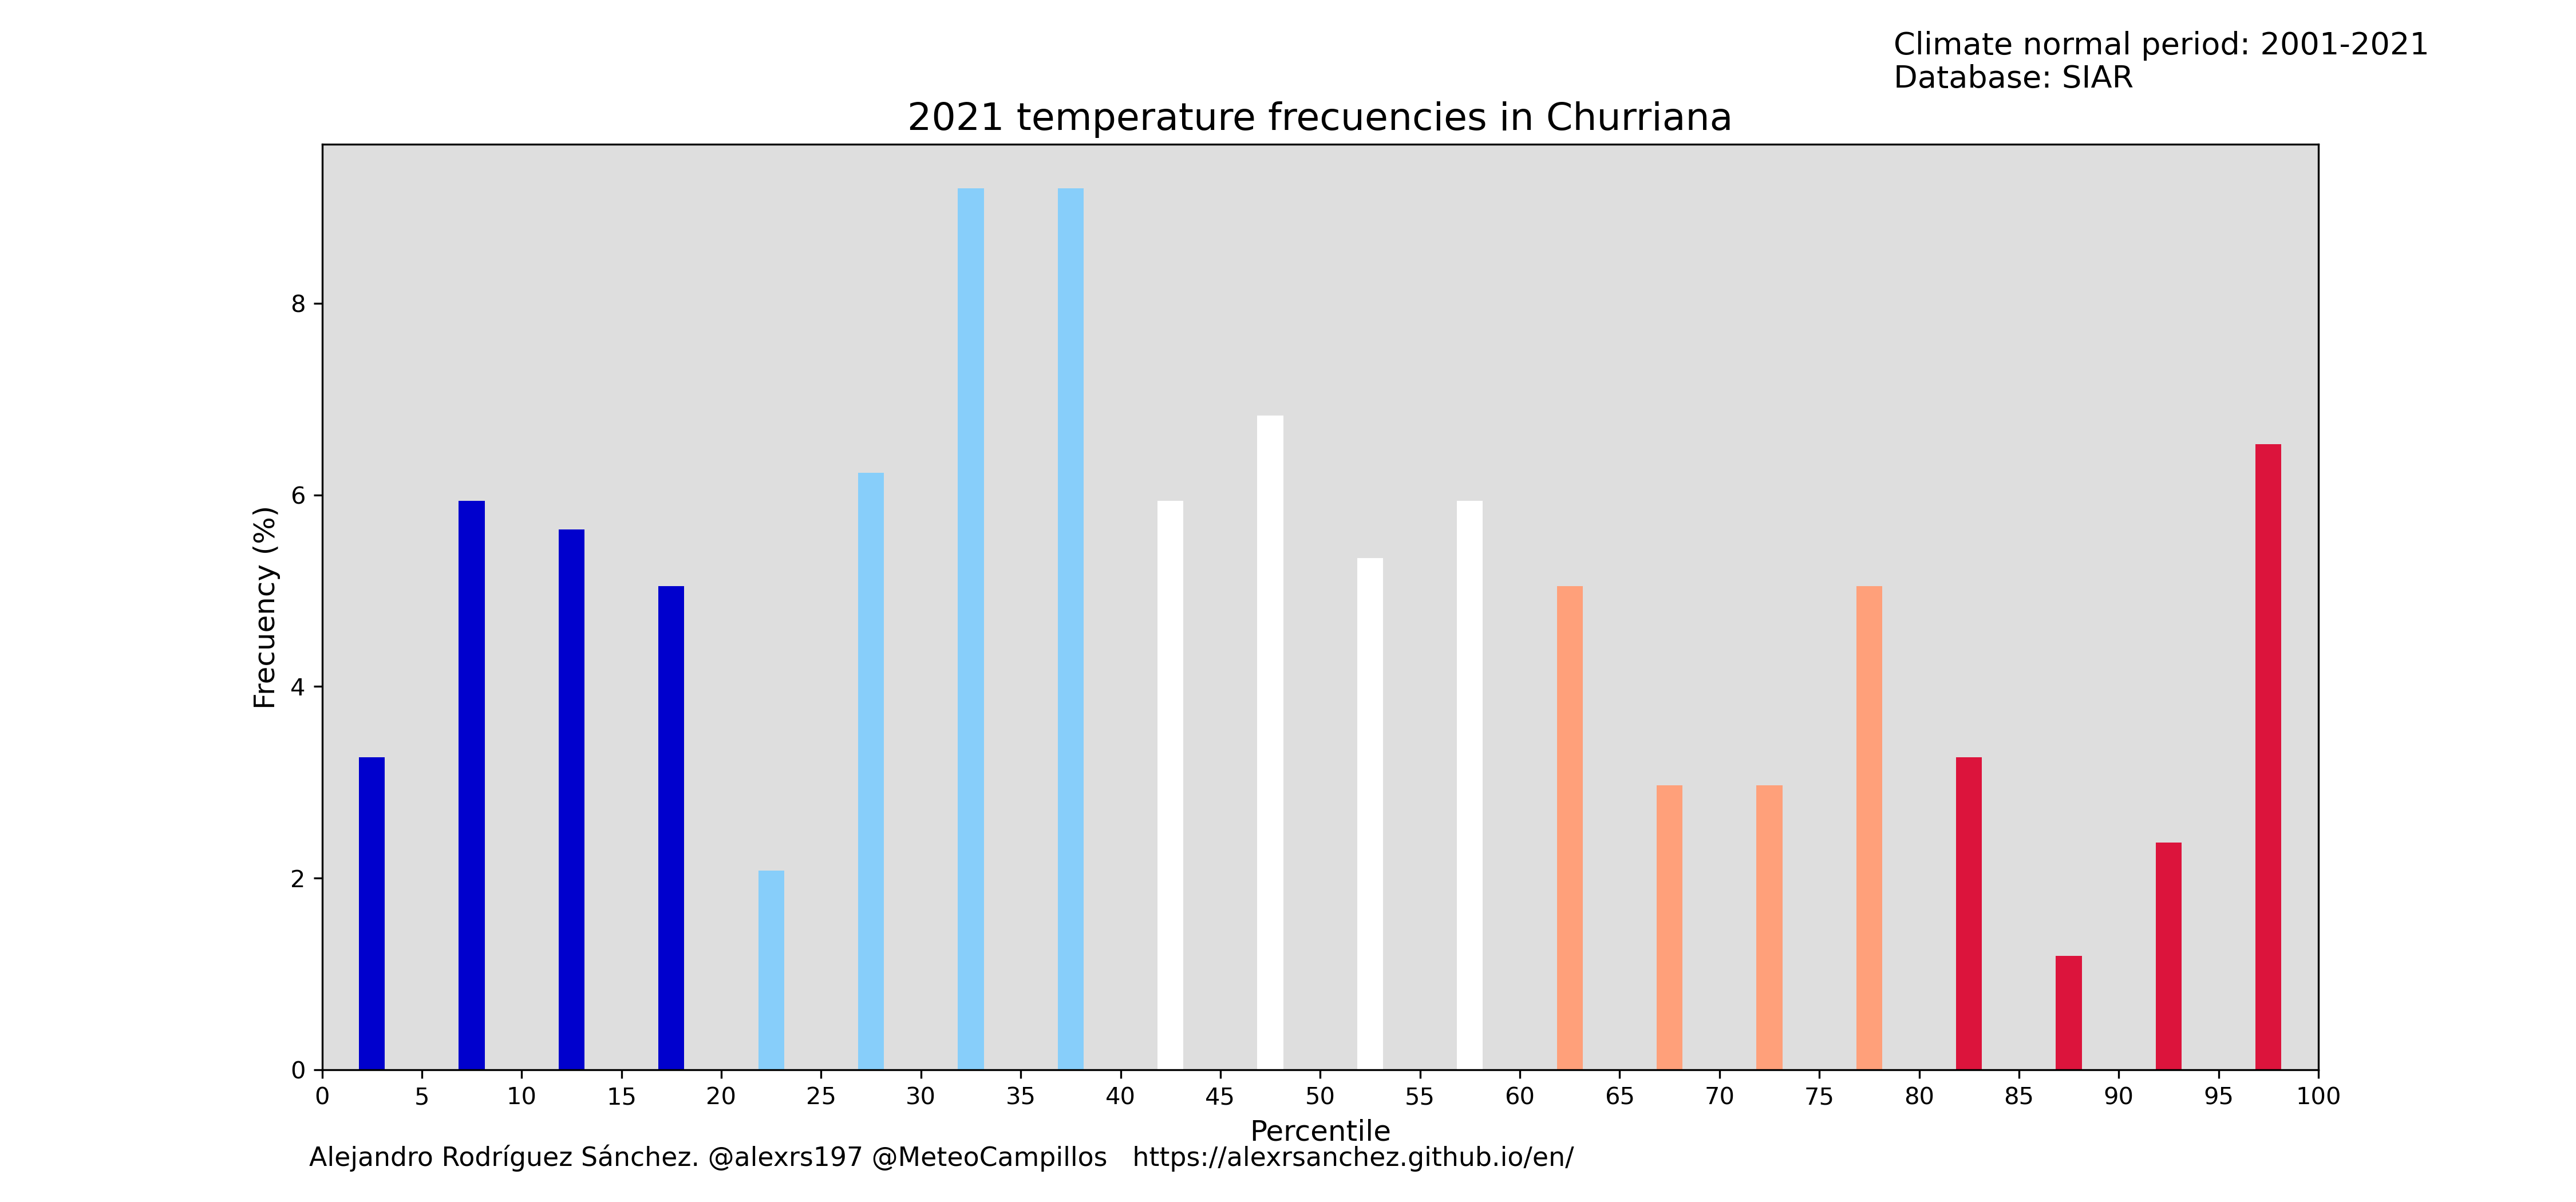 Climate normal period: 2001-2021
Database: SIAR
2021 temperature frecuencies in Churriana
8
6
4
2
0
Frecuency (%)
0 5 10 15 20 25 30 35 40 45 50 55 60 65 70 75 80 85 90 95 100
Percentile
Alejandro Rodríguez Sánchez. @alexrs197 @MeteoCampillos https://alexrsanchez.github.io/en/